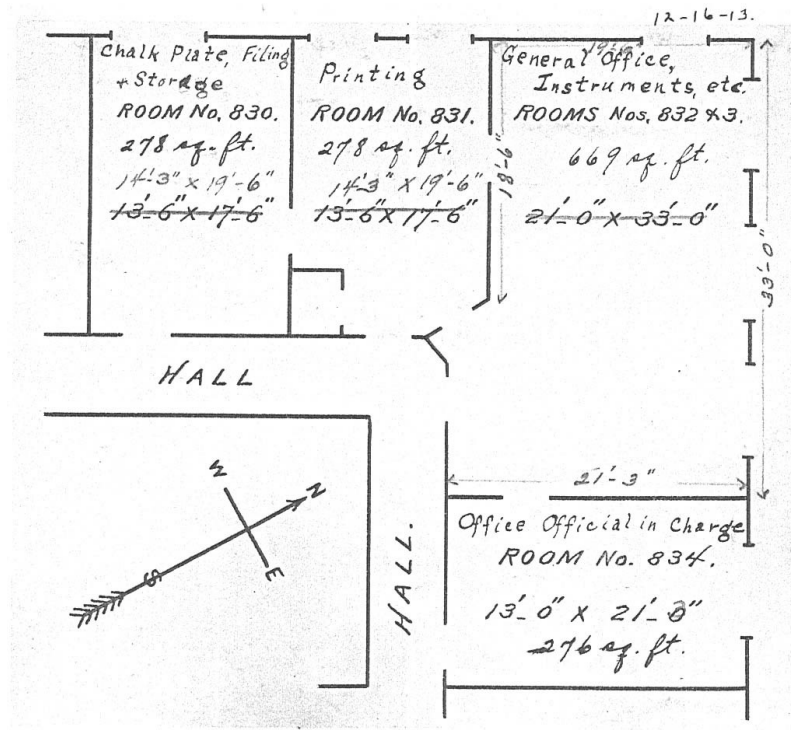 12-16-13.
Chalk Plate, Filing
+ Storage
ROOM No. 830.
278 sq. ft.
14'-3" X 19'-6"
13'-6" X 17'-6"
Printing
ROOM No. 831.
278 sq. ft.
14'-3" X 19'-6"
13'-6" X 17'-6"
18'-6"
19'-6"
General Office,
Instruments, etc.
ROOMS Nos. 832 & 3.
669 sq. ft.
21'-0" X 33'-0"
33'-0"
HALL
21'-3"
Office Official in Charge
ROOM No. 834.
13'-0" X 21'-3"
276 sq. ft.
HALL.
W
N
S
E